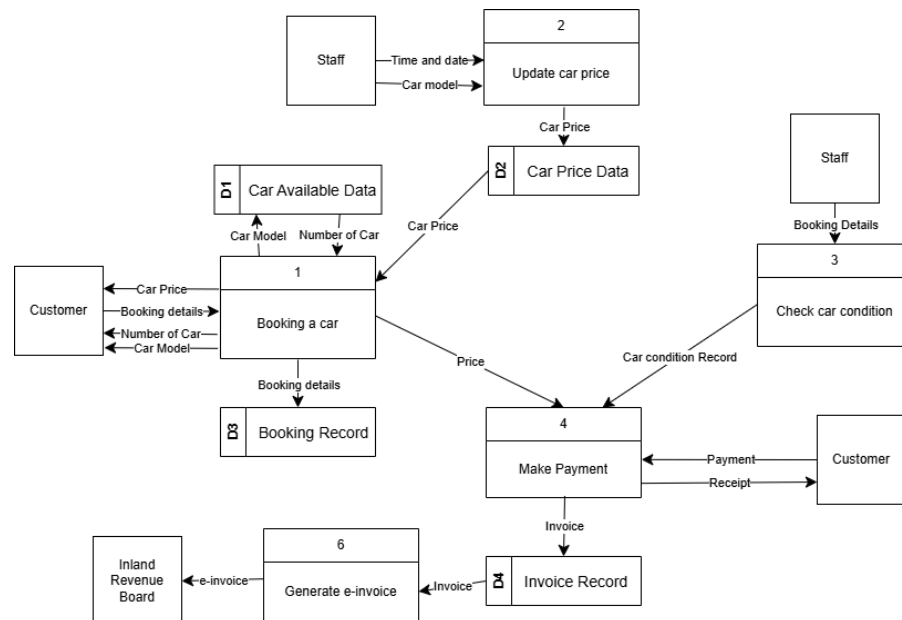 2
Staff
Time and date
Update car price
Car model
Car Price
Staff
D1
Car Available Data
D2
Car Price Data
Booking Details
Car Model
Number of Car
Car Price
1
3
Customer
Car Price
Booking details
Number of Car
Car Model
Booking a car
Check car condition
Price
Car condition Record
Booking details
D3
Booking Record
4
Make Payment
Payment
Receipt
Customer
Invoice
6
Inland
Revenue
Board
e-invoice
Generate e-invoice
Invoice
D4
Invoice Record